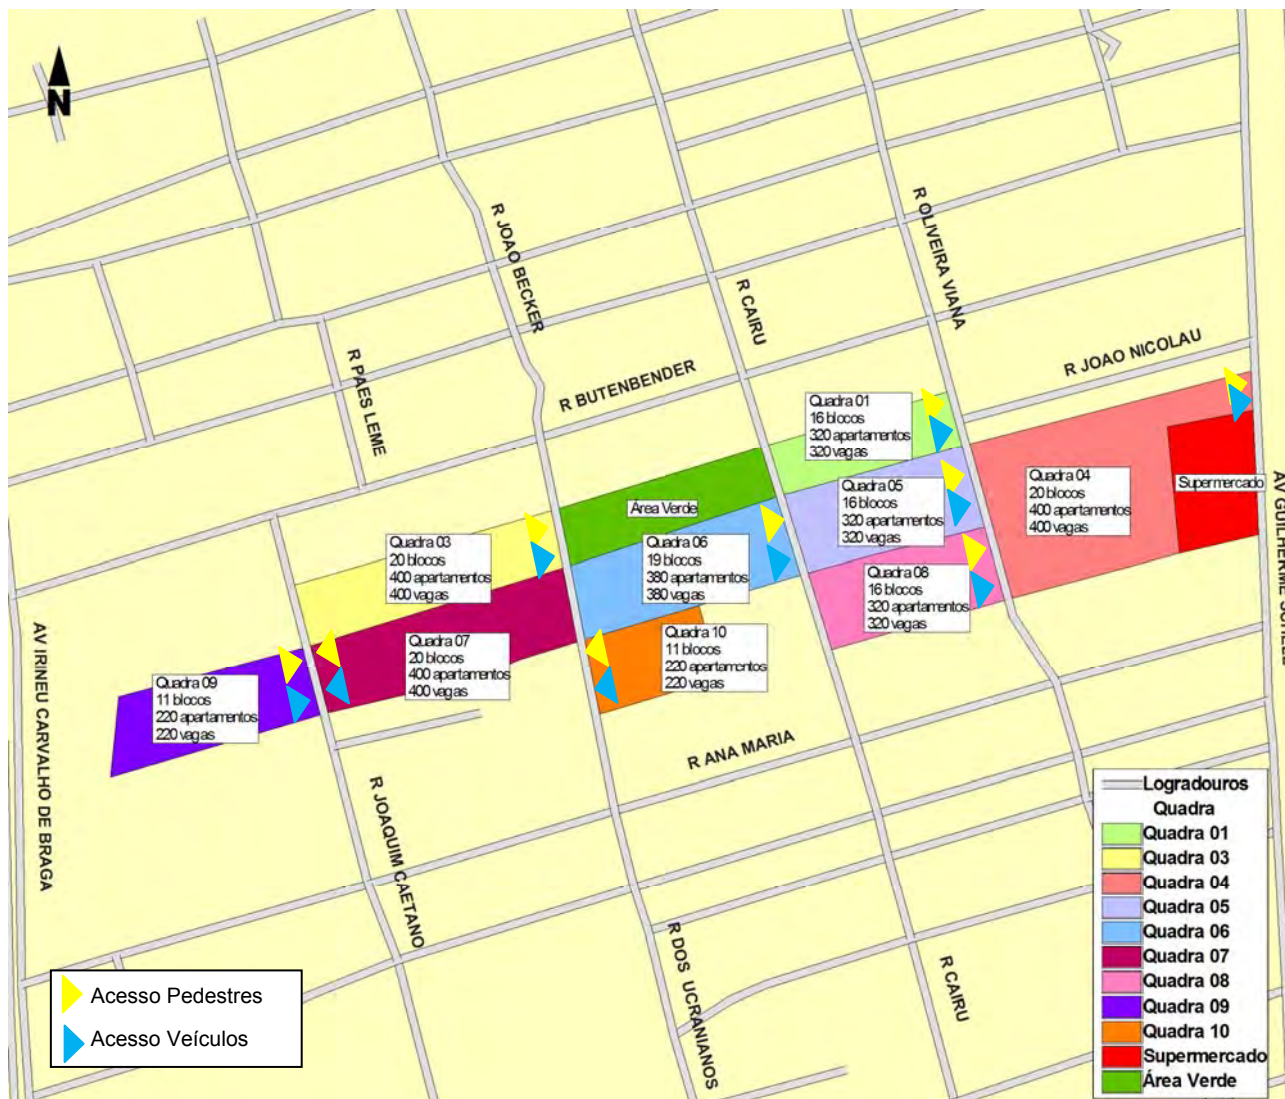 N
R JOAO BECKER
R OLIVEIRA VIANA
R CAIRU
R PAES LEME
R BUTENBENDER
R JOAO NICOLAU
Quadra 01
16 blocos
320 apartamentos
320 vagas
Quadra 05
16 blocos
320 apartamentos
320 vagas
Quadra 04
20 blocos
400 apartamentos
400 vagas
Supermercado
Área Verde
Quadra 03
20 blocos
400 apartamentos
400 vagas
Quadra 06
19 blocos
380 apartamentos
380 vagas
Quadra 08
16 blocos
320 apartamentos
320 vagas
Quadra 07
20 blocos
400 apartamentos
400 vagas
Quadra 10
11 blocos
220 apartamentos
220 vagas
Quadra 09
11 blocos
220 apartamentos
220 vagas
AV IRINEU CARVALHO DE BRAGA
AV GUILHERME
R ANA MARIA
R JOAQUIM CAETANO
R DOS UCRANIANOS
R CAIRU
Acesso Pedestres
Acesso Veículos
Logradouros
Quadra
Quadra 01
Quadra 03
Quadra 04
Quadra 05
Quadra 06
Quadra 07
Quadra 08
Quadra 09
Quadra 10
Supermercado
Área Verde